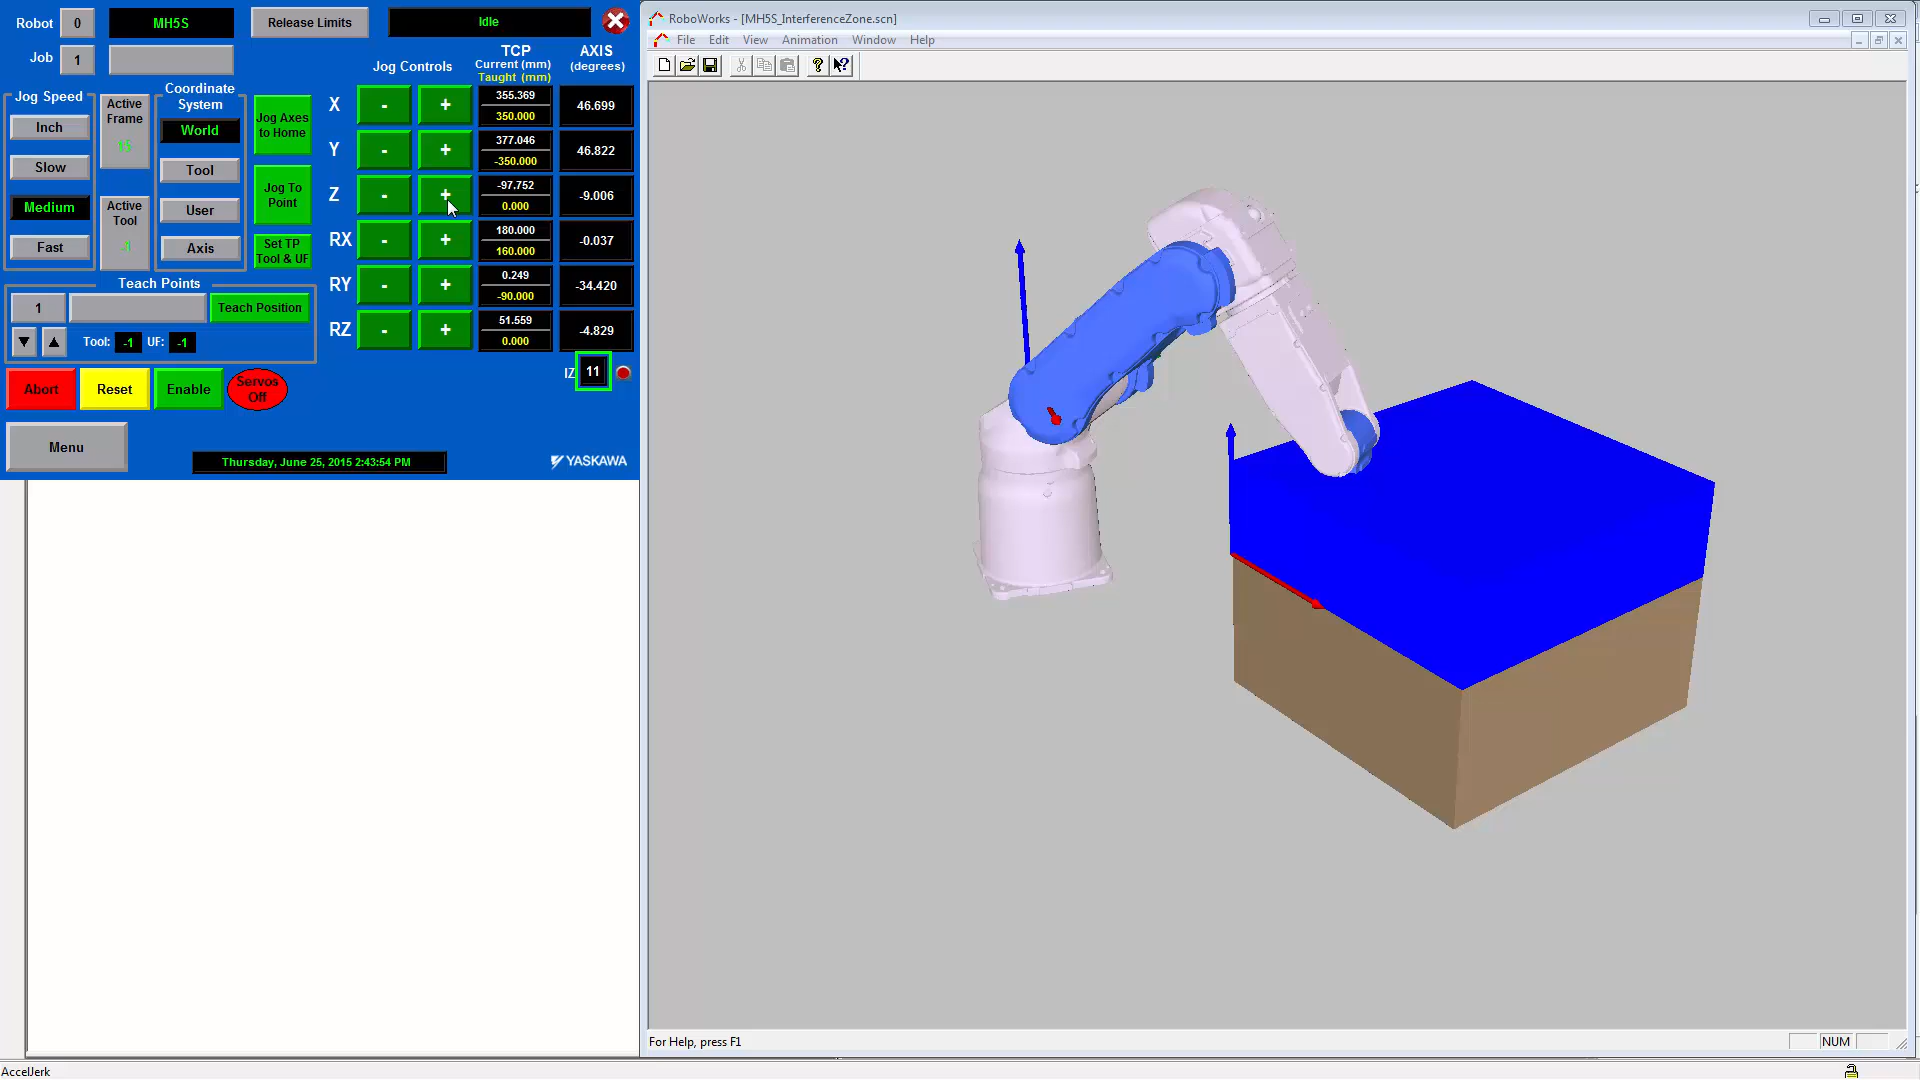 Robot 0 MH5S Release Limits Idle
Job 1
Jog Speed
Inch
Slow
Medium
Fast
Active
Frame
Active
Tool
-1
Coordinate
System
World
Tool
User
Axis
Jog Axes
to Home
Jog To
Point
Set TP
Tool & UF
Jog Controls
TCP
Current (mm)
Taught (mm)
AXIS
(degrees)
X - + 355.369 46.699
350.000
Y - + 377.046 46.822
-350.000
Z - + -97.752 -9.006
0.000
RX - + 180.000 -0.037
160.000
RY - + 0.249 -34.420
-90.000
RZ - + 51.559 -4.829
0.000
IZ 11
Teach Points
1 Teach Position
Tool: -1 UF: -1
Abort Reset Enable Servos
Off
Menu
Thursday, June 25, 2015 2:43:54 PM
YASKAWA
RoboWorks - [MH5S_InterferenceZone.scn]
File Edit View Animation Window Help
For Help, press F1
NUM
AccelJerk